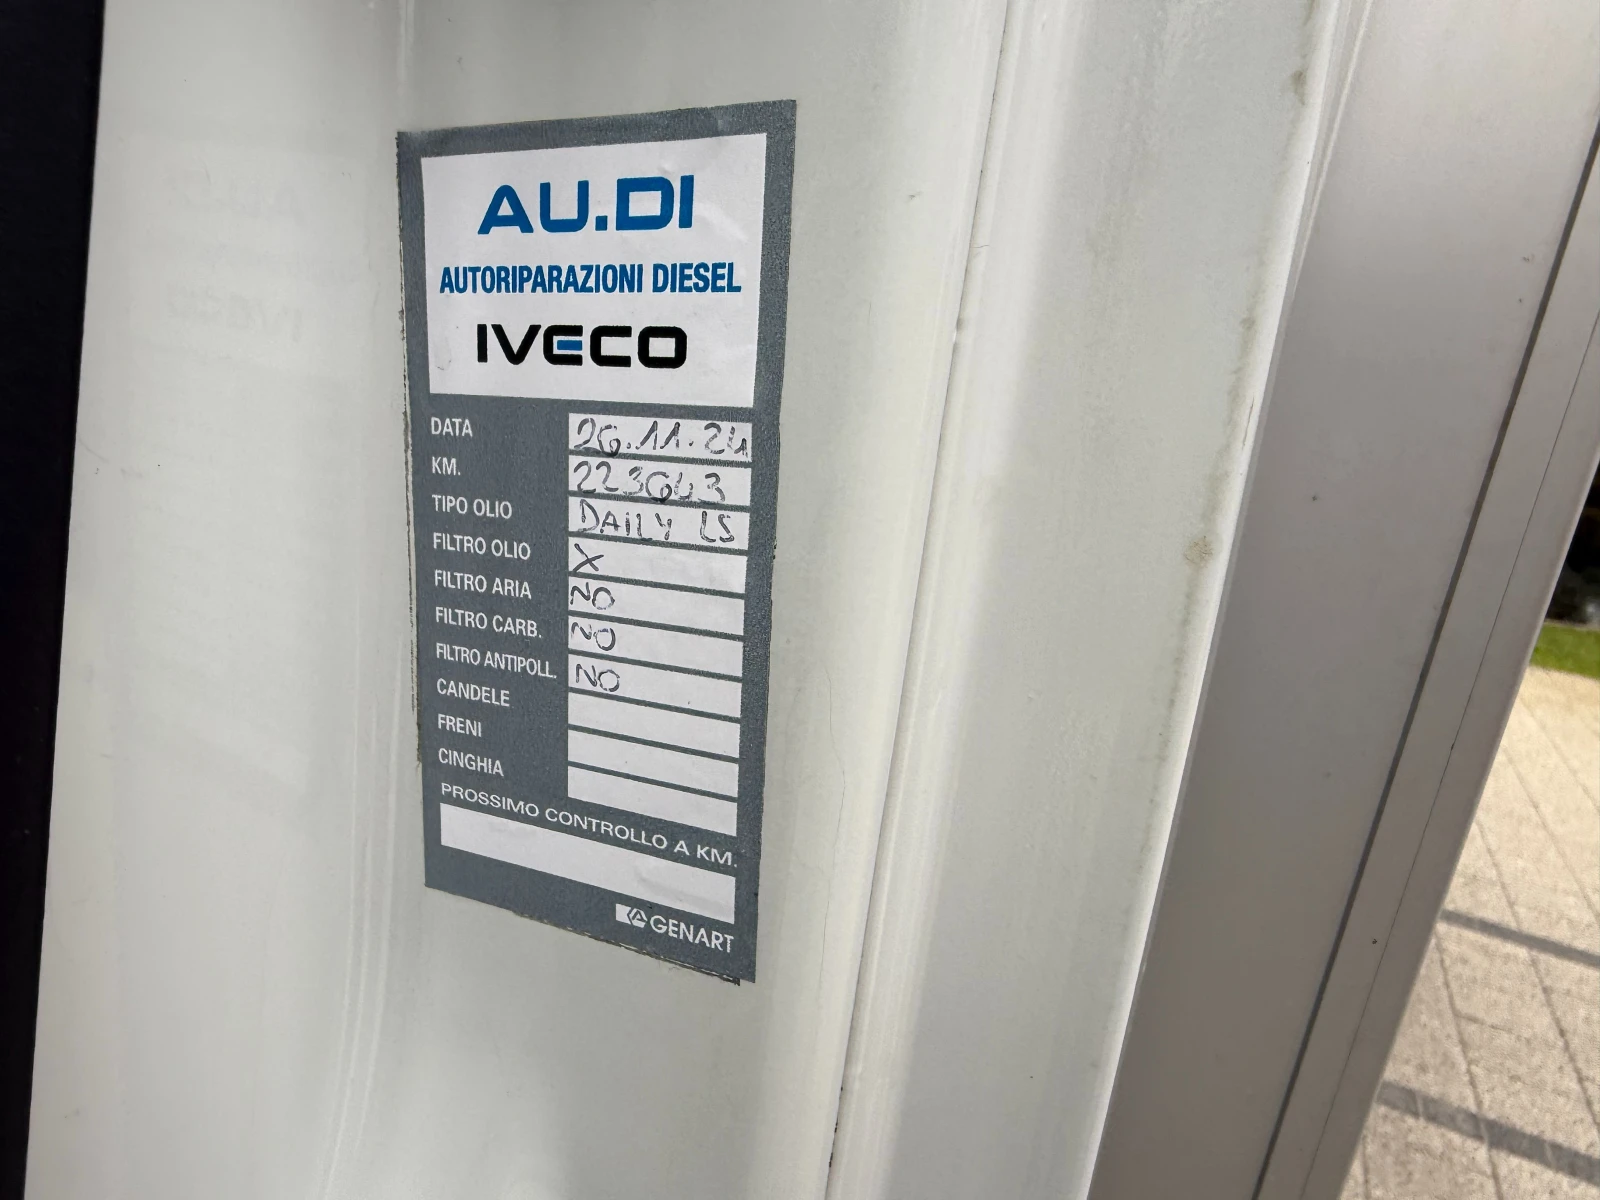 AU.DI
AUTORIPARAZIONI DIESEL
IVECO
DATA 26.11.24
KM. 223643
TIPO OLIO DAILY LS
FILTRO OLIO X
FILTRO ARIA NO
FILTRO CARB. NO
FILTRO ANTIPOLL. NO
CANDELE
FRENI
CINGHIA
PROSSIMO CONTROLLO A KM.
GENART